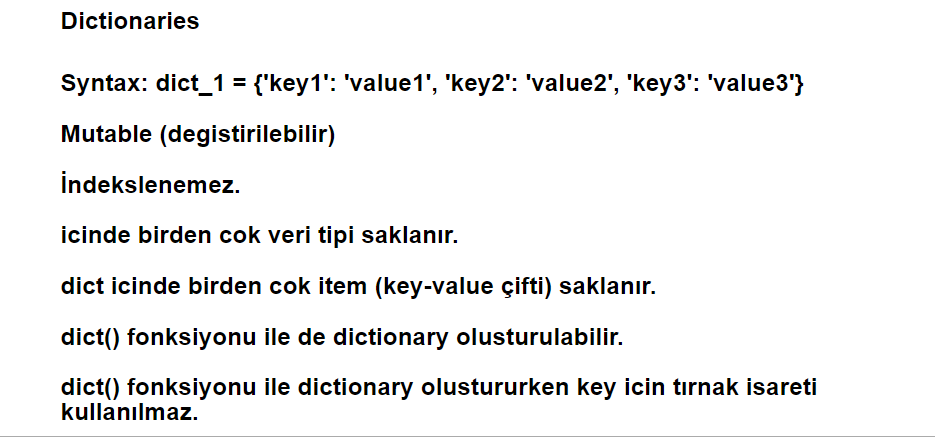 Dictionaries
Syntax: dict_1 = {'key1': 'value1', 'key2': 'value2', 'key3': 'value3'}
Mutable (degistirilebilir)
İndekslenemez.
icinde birden cok veri tipi saklanır.
dict icinde birden cok item (key-value çifti) saklanır.
dict() fonksiyonu ile de dictionary olusturulabilir.
dict() fonksiyonu ile dictionary olustururken key icin tırnak isareti
kullanılmaz.